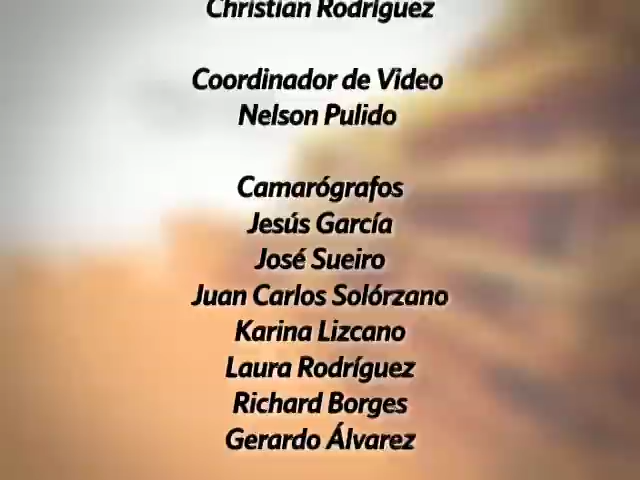 Christian Rodríguez
Coordinador de Video
Nelson Pulido
Camarógrafos
Jesús García
José Sueiro
Juan Carlos Solórzano
Karina Lizcano
Laura Rodríguez
Richard Borges
Gerardo Álvarez